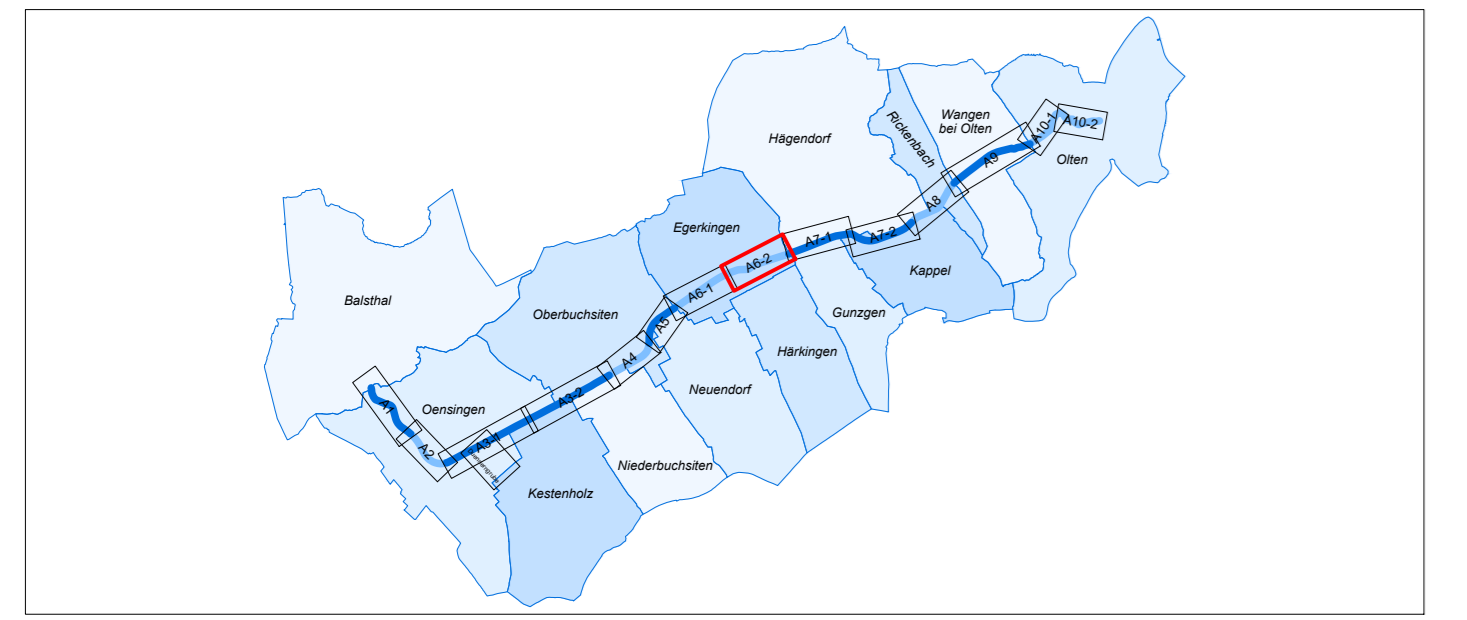 Hägendorf
Wangen
bei Olten
Rickenbach
A10-1
A10-2
Olten
A9
A8
Egerkingen
A7-1
A7-2
A6-2
Kappel
A6-1
Balsthal
Oberbuchsiten
Gunzgen
A5
Härkingen
A4
Neuendorf
A3-2
Oensingen
A1
A2
A3-1
Niederbuchsiten
Kestenholz